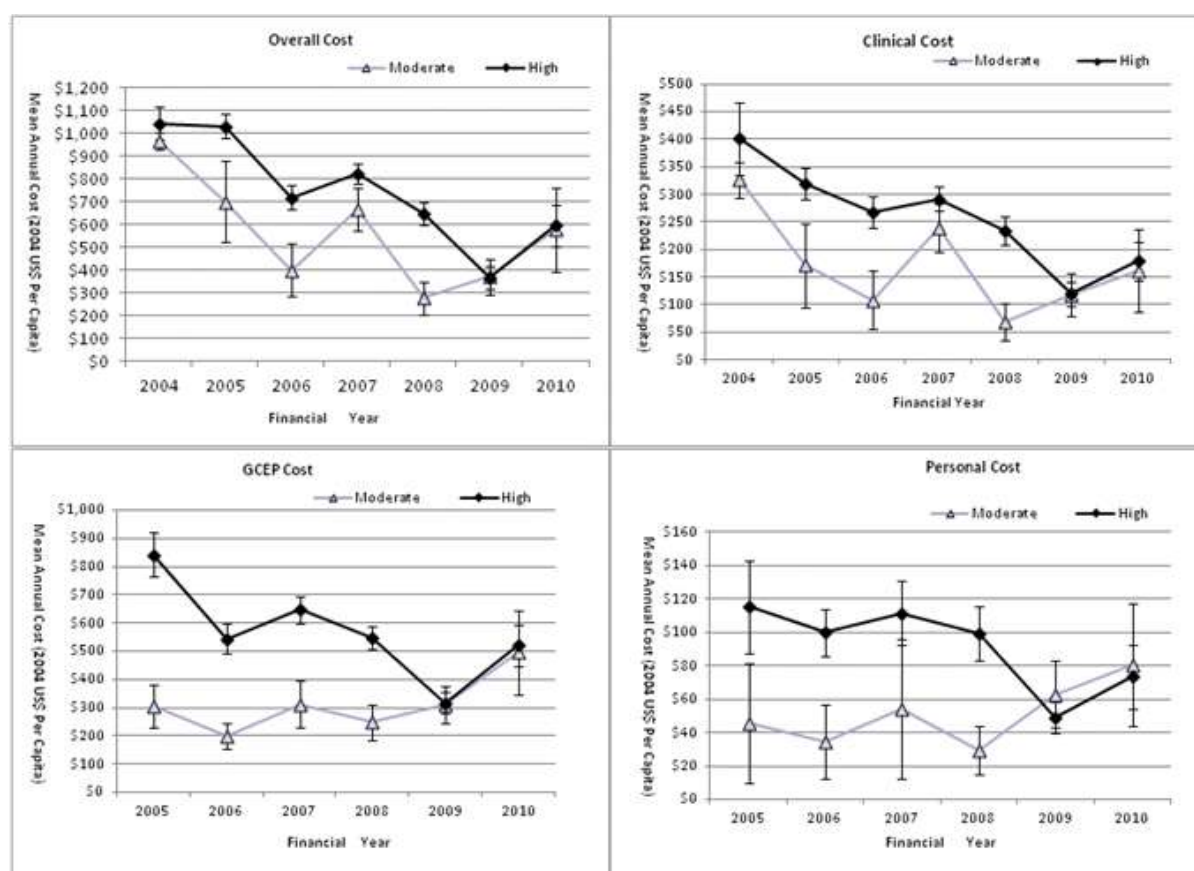 Overall Cost
Moderate High
Mean Annual Cost (2004 US$ Per Capita)
$1,200
$1,100
$1,000
$900
$800
$700
$600
$500
$400
$300
$200
$100
$0
2004 2005 2006 2007 2008 2009 2010
Financial Year
Clinical Cost
Moderate High
Mean Annual Cost (2004 US$ Per Capita)
$500
$450
$400
$350
$300
$250
$200
$150
$100
$50
$0
2004 2005 2006 2007 2008 2009 2010
Financial Year
GCEP Cost
Moderate High
Mean Annual Cost (2004 US$ Per Capita)
$1,000
$900
$800
$700
$600
$500
$400
$300
$200
$100
$0
2005 2006 2007 2008 2009 2010
Financial Year
Personal Cost
Moderate High
Mean Annual Cost (2004 US$ Per Capita)
$160
$140
$120
$100
$80
$60
$40
$20
$0
2005 2006 2007 2008 2009 2010
Financial Year